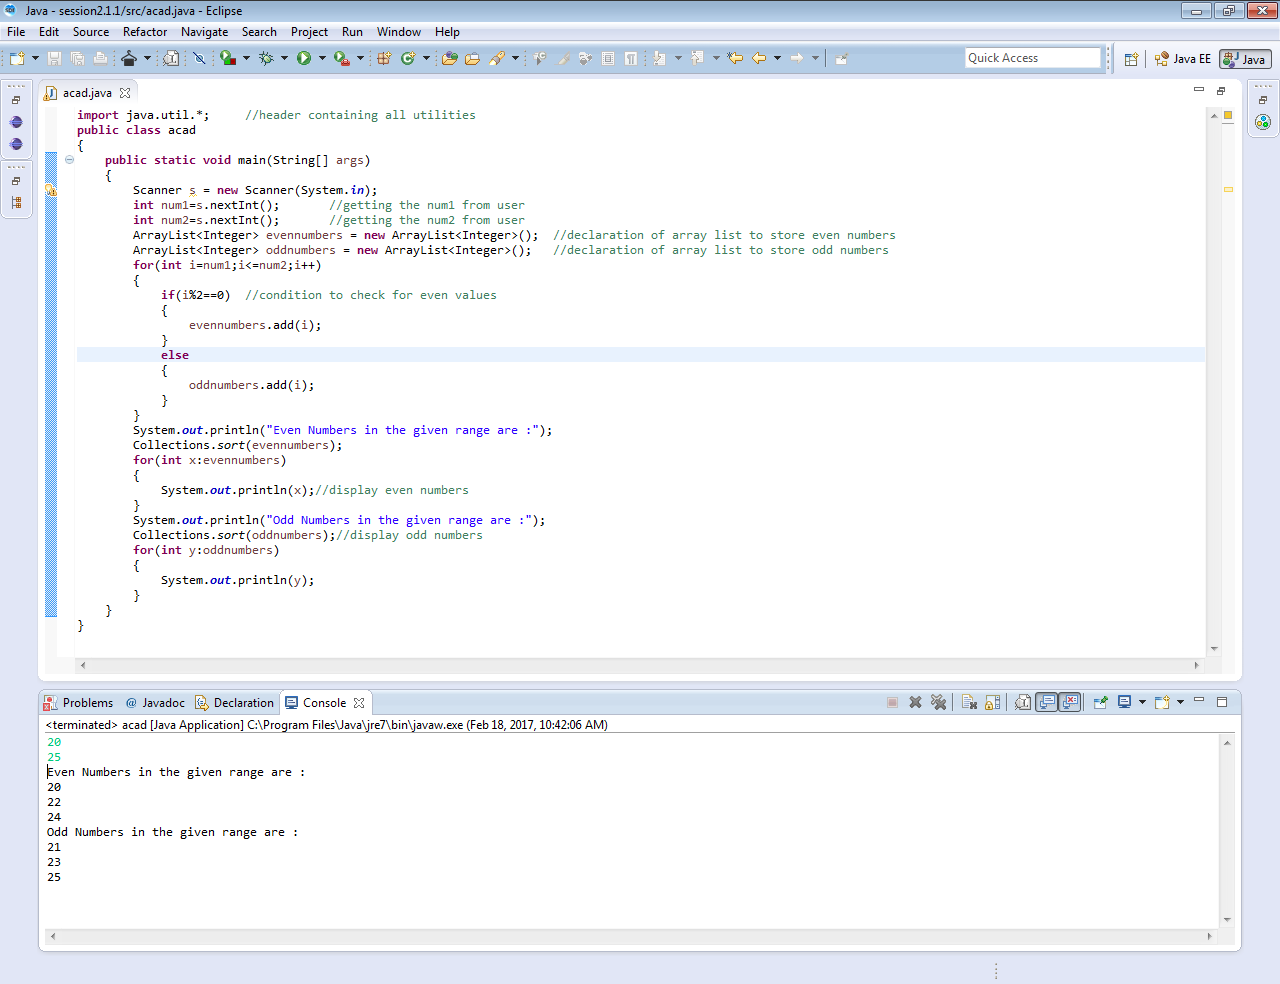 Java - session2.1.1/src/acad.java - Eclipse
File Edit Source Refactor Navigate Search Project Run Window Help
Quick Access Java EE Java
acad.java
import java.util.*;     //header containing all utilities
public class acad
{
    public static void main(String[] args)
    {
        Scanner s = new Scanner(System.in);
        int num1=s.nextInt();       //getting the num1 from user
        int num2=s.nextInt();       //getting the num2 from user
        ArrayList<Integer> evennumbers = new ArrayList<Integer>();  //declaration of array list to store even numbers
        ArrayList<Integer> oddnumbers = new ArrayList<Integer>();   //declaration of array list to store odd numbers
        for(int i=num1;i<=num2;i++)
        {
            if(i%2==0)  //condition to check for even values
            {
                evennumbers.add(i);
            }
            else
            {
                oddnumbers.add(i);
            }
        }
        System.out.println("Even Numbers in the given range are :");
        Collections.sort(evennumbers);
        for(int x:evennumbers)
        {
            System.out.println(x);//display even numbers
        }
        System.out.println("Odd Numbers in the given range are :");
        Collections.sort(oddnumbers);//display odd numbers
        for(int y:oddnumbers)
        {
            System.out.println(y);
        }
    }
}
Problems @ Javadoc Declaration Console
<terminated> acad [Java Application] C:\Program Files\Java\jre7\bin\javaw.exe (Feb 18, 2017, 10:42:06 AM)
20
25
Even Numbers in the given range are :
20
22
24
Odd Numbers in the given range are :
21
23
25